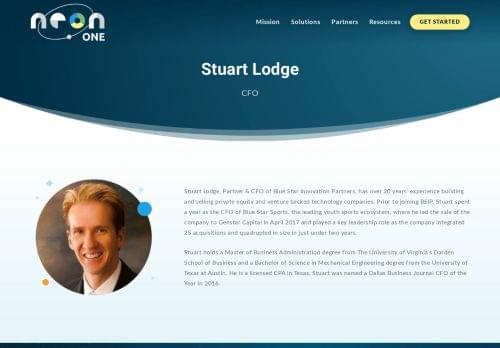 neon
ONE
Mission Solutions Partners Resources GET STARTED
Stuart Lodge
CFO
Stuart Lodge, Partner & CFO of Blue Star Innovation Partners, has over 20 years' experience building
and selling private equity and venture backed technology companies. Prior to joining BSIP, Stuart spent
a year as the CFO of Blue Star Sports, the leading youth sports ecosystem, where he led the sale of the
company to Genstar Capital in April 2017 and played a key leadership role as the company integrated
25 acquisitions and quadrupled in size in just under two years.
Stuart holds a Master of Business Administration degree from The University of Virginia's Darden
School of Business and a Bachelor of Science in Mechanical Engineering degree from the University of
Texas at Austin. He is a licensed CPA in Texas. Stuart was named a Dallas Business Journal CFO of the
Year in 2016.